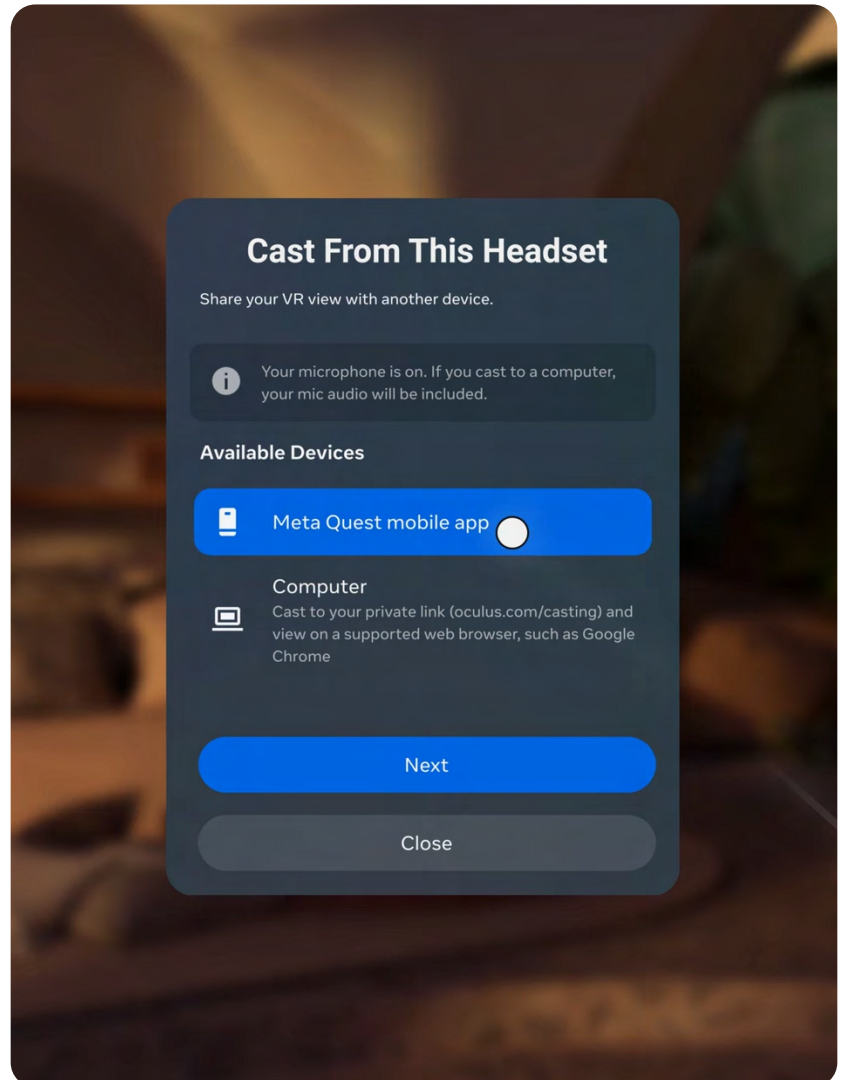 Cast From This Headset
Share your VR view with another device.
Your microphone is on. If you cast to a computer,
your mic audio will be included.
Available Devices
Meta Quest mobile app
Computer
Cast to your private link (oculus.com/casting) and
view on a supported web browser, such as Google
Chrome
Next
Close